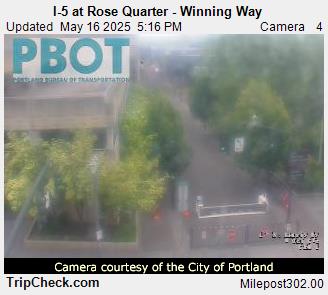 I-5 at Rose Quarter - Winning Way
Updated May 16 2025 5:16 PM Camera 4
PBOT
PORTLAND BUREAU OF TRANSPORTATION
Camera courtesy of the City of Portland
TripCheck.com Milepost302.00